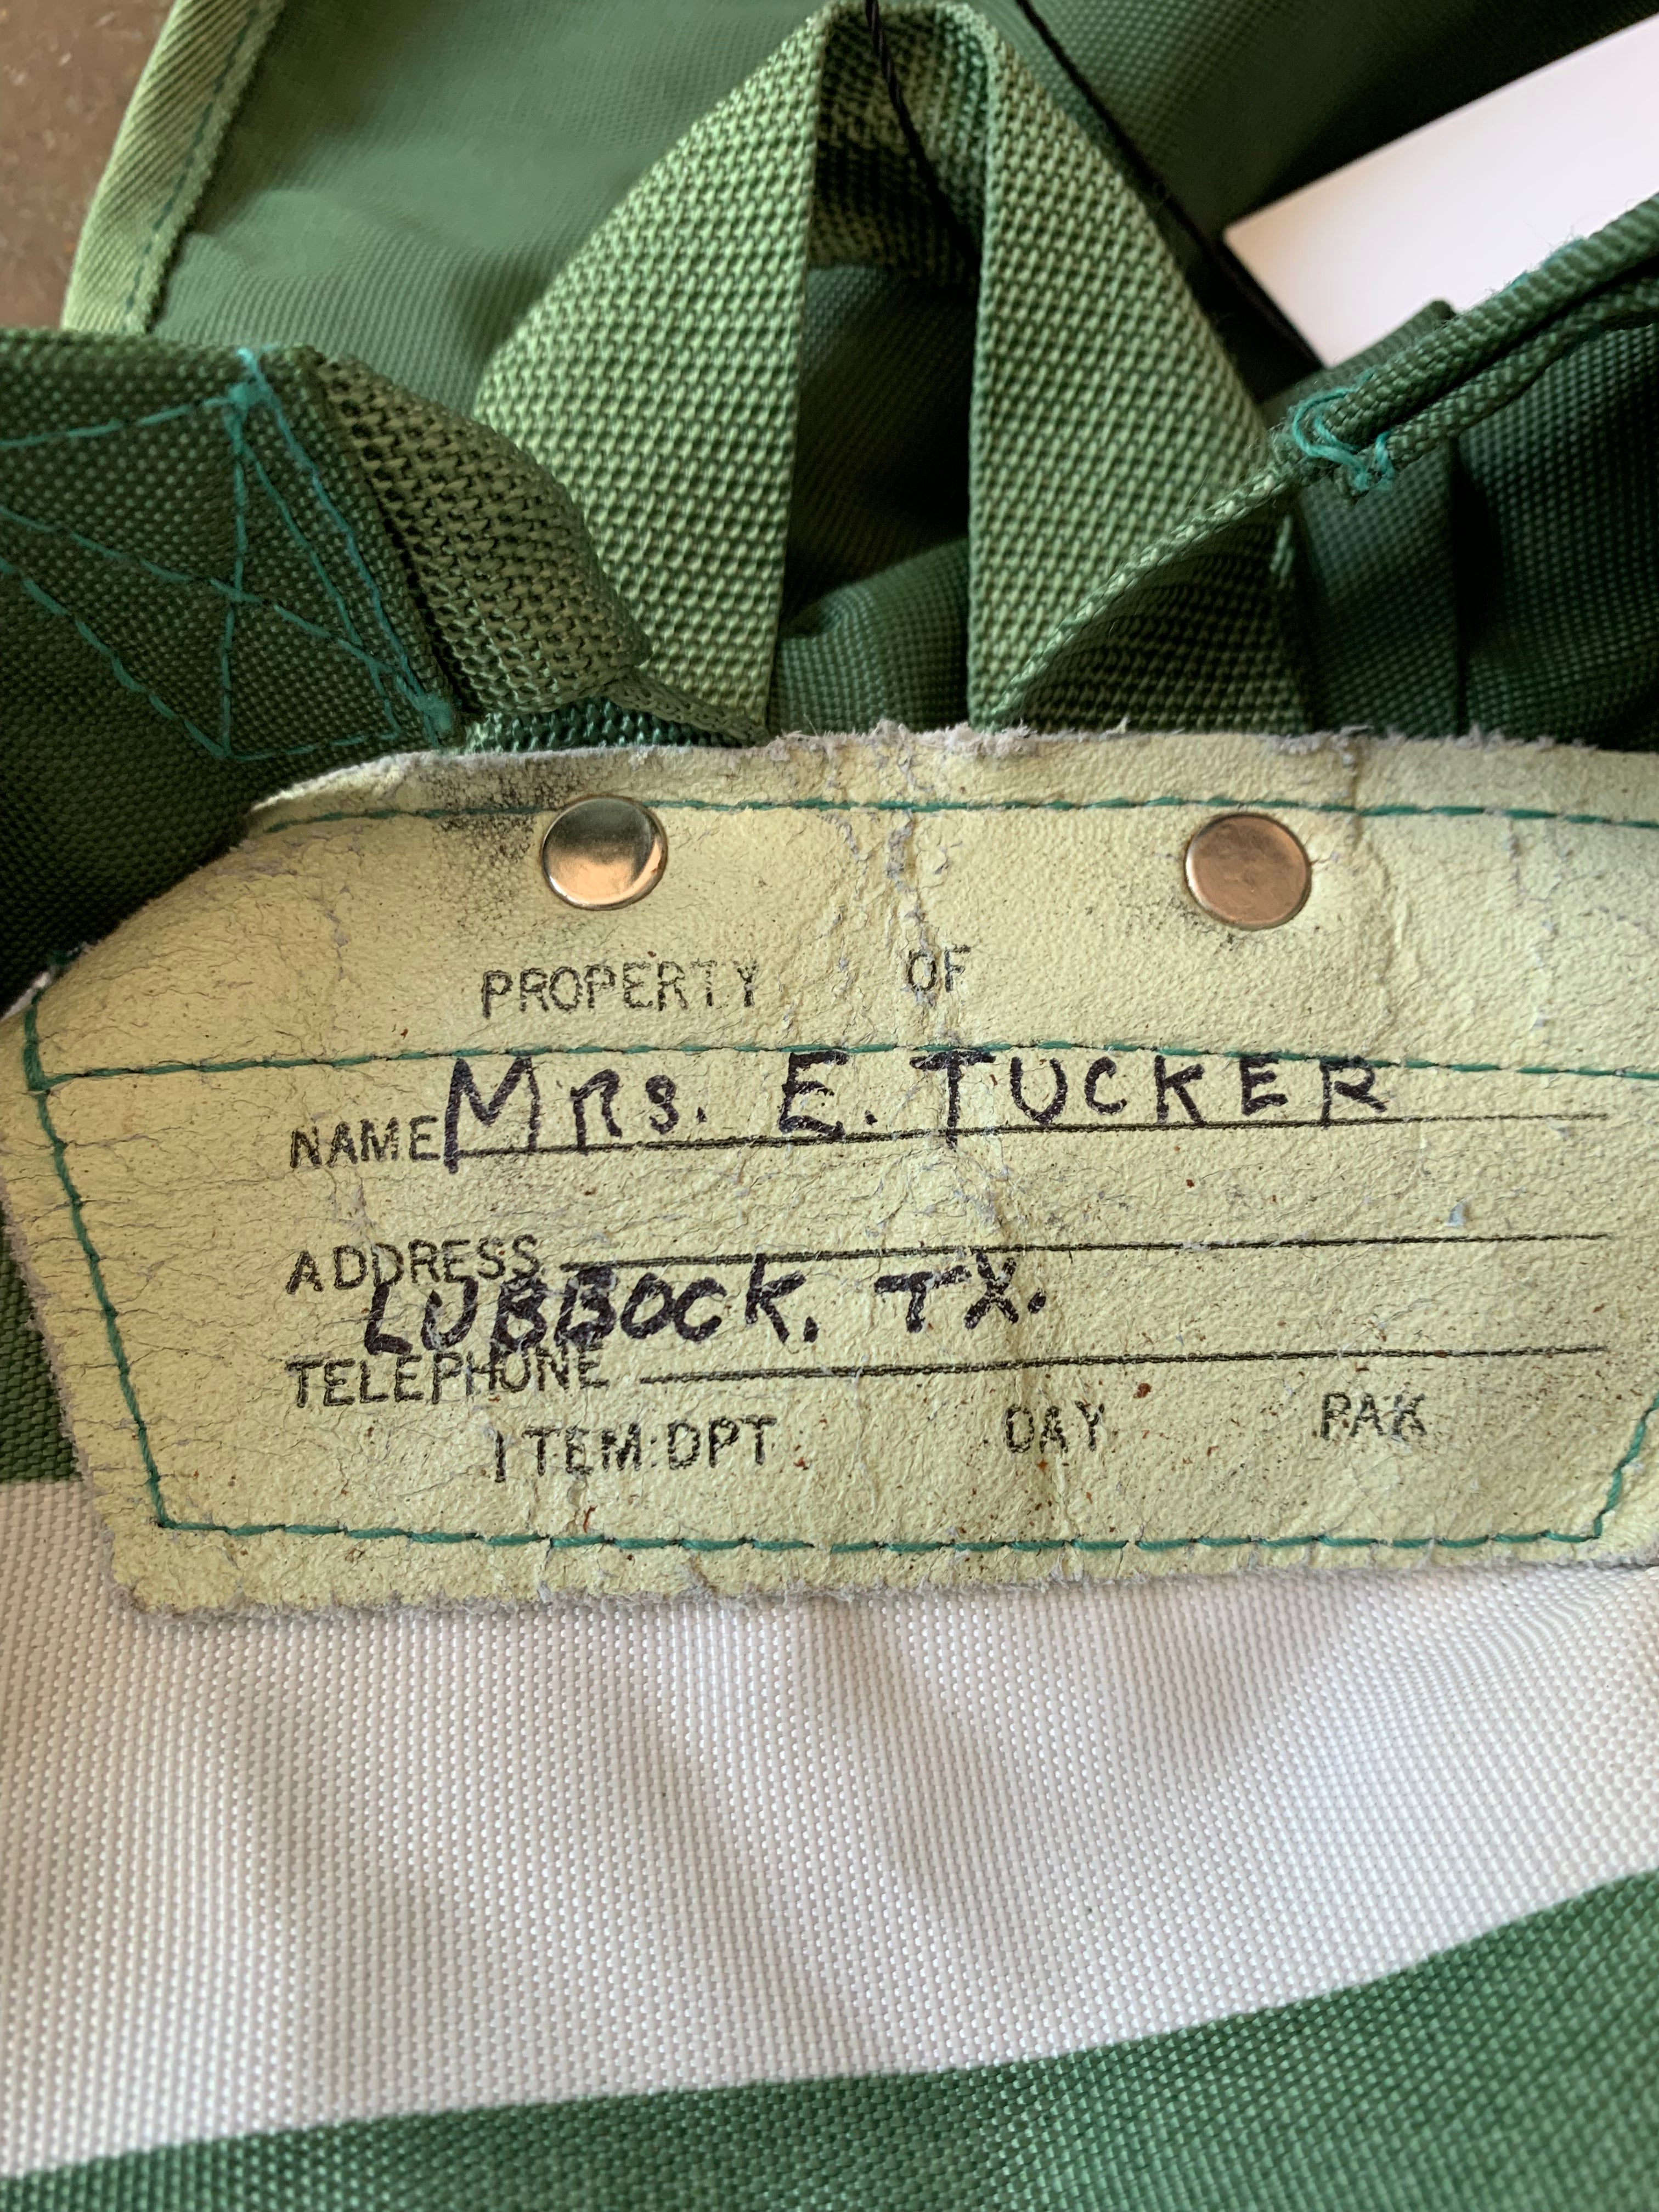 PROPERTY OF
NAME Mrs. E. TUCKER
ADDRESS
LUBBOCK, TX.
TELEPHONE
ITEM:DPT DAY PAK